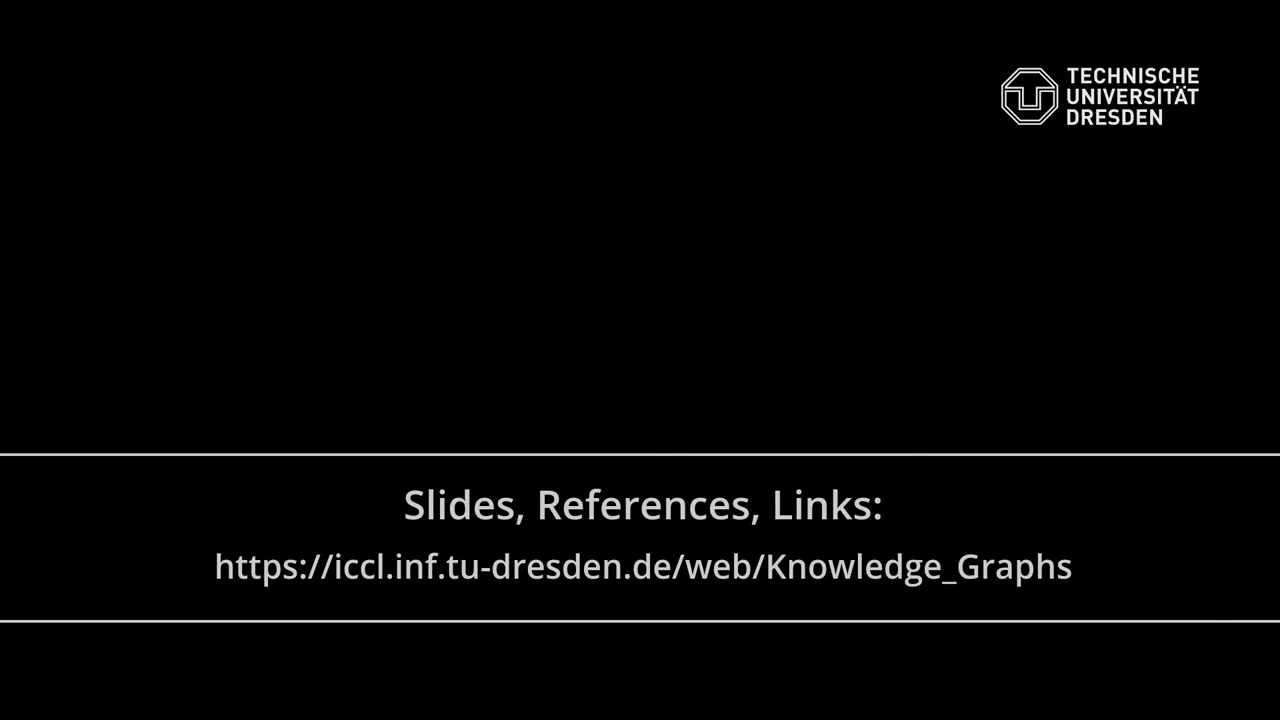 TECHNISCHE
UNIVERSITÄT
DRESDEN
Slides, References, Links:
https://iccl.inf.tu-dresden.de/web/Knowledge_Graphs